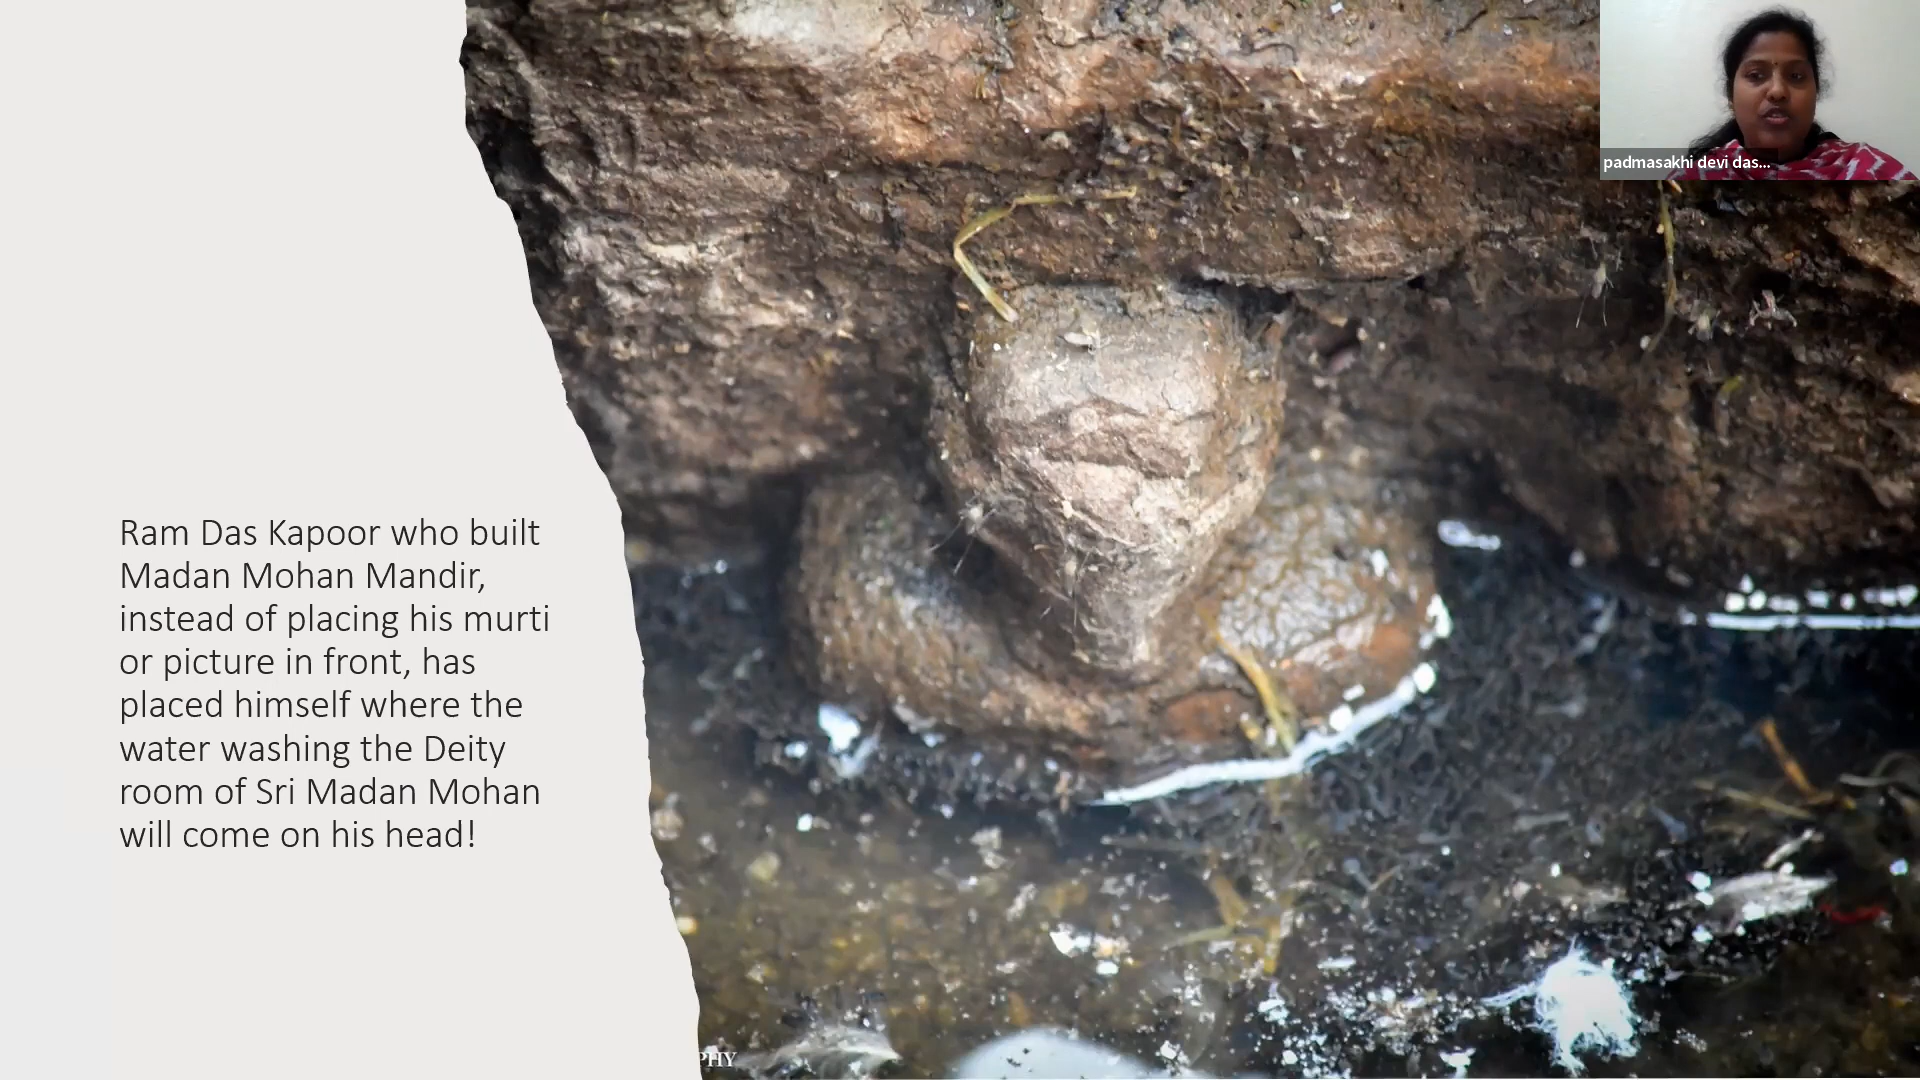 padmasakhi devi das...
Ram Das Kapoor who built
Madan Mohan Mandir,
instead of placing his murti
or picture in front, has
placed himself where the
water washing the Deity
room of Sri Madan Mohan
will come on his head!
PHY